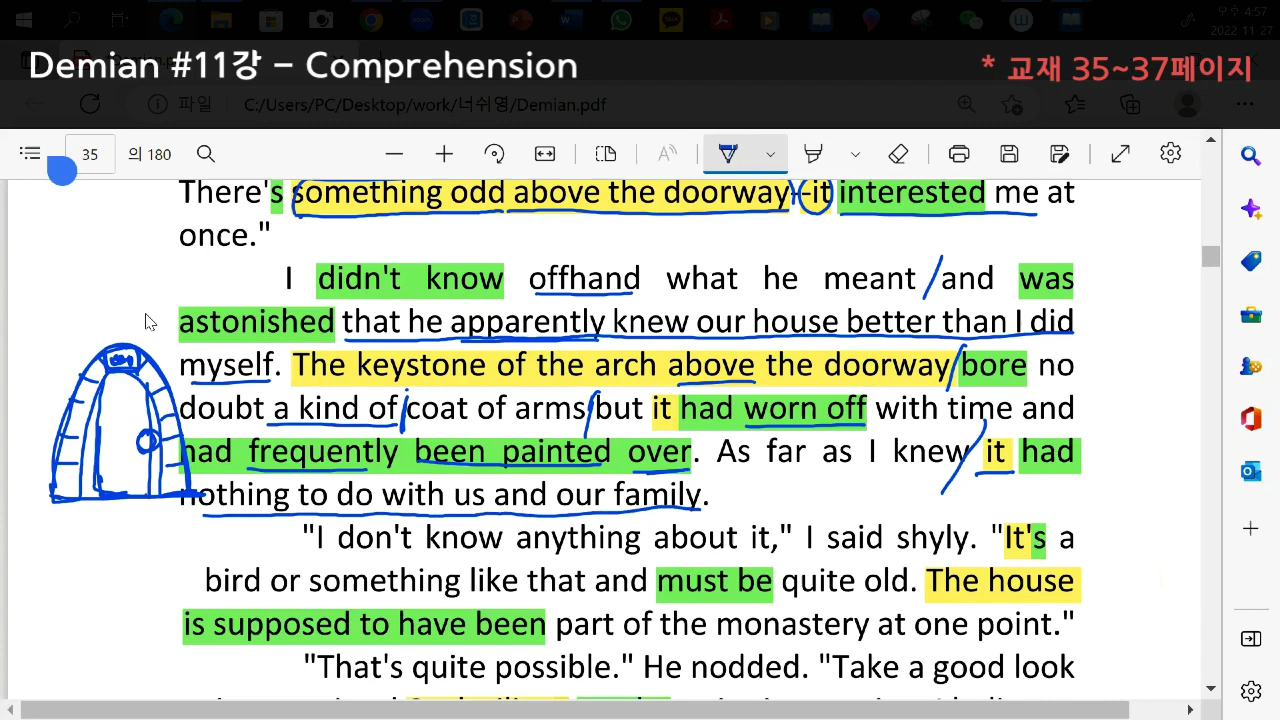 오후 4:57
2022-11-27
Demian #11강 – Comprehension
* 교재 35~37페이지
파일
C:/Users/PC/Desktop/work/너쉬영/Demian.pdf
35
의 180
There's something odd above the doorway--it interested me at
once."
I didn't know offhand what he meant and was
astonished that he apparently knew our house better than I did
myself. The keystone of the arch above the doorway bore no
doubt a kind of coat of arms but it had worn off with time and
had frequently been painted over. As far as I knew it had
nothing to do with us and our family.
"I don't know anything about it," I said shyly. "It's a
bird or something like that and must be quite old. The house
is supposed to have been part of the monastery at one point."
"That's quite possible." He nodded. "Take a good look